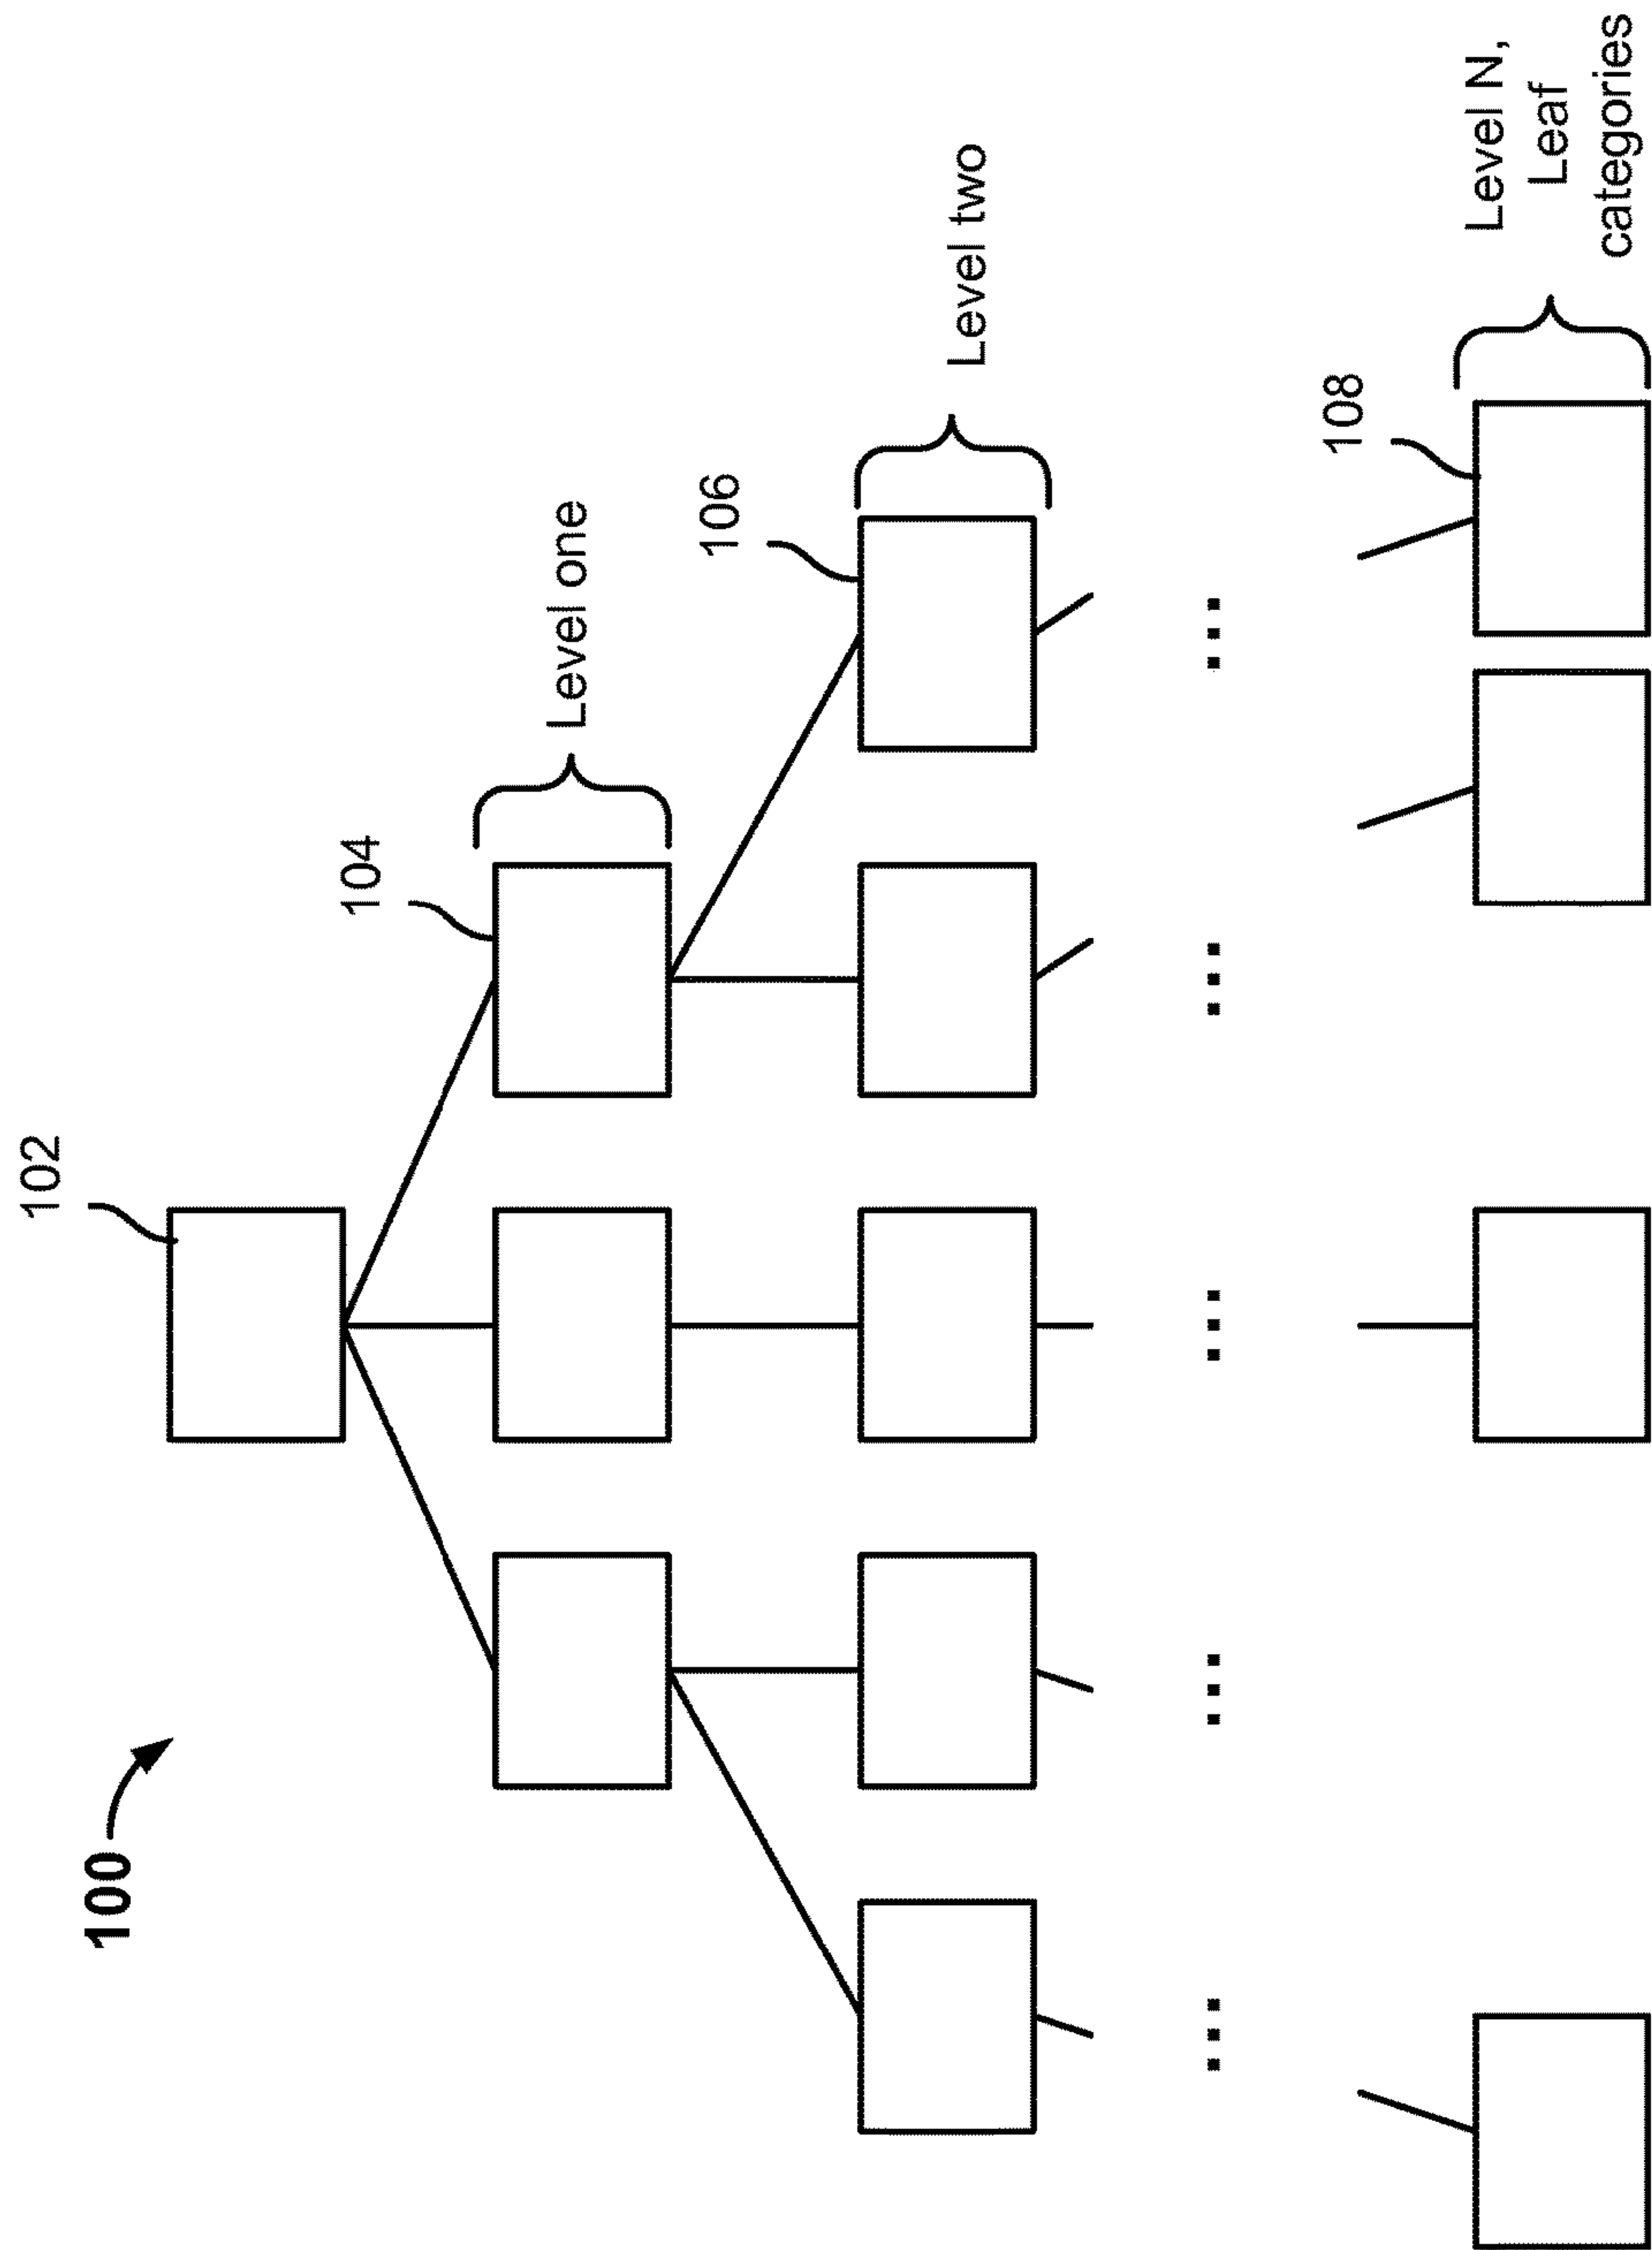 100
102
104
Level one
106
Level two
108
Level N,
Leaf
categories